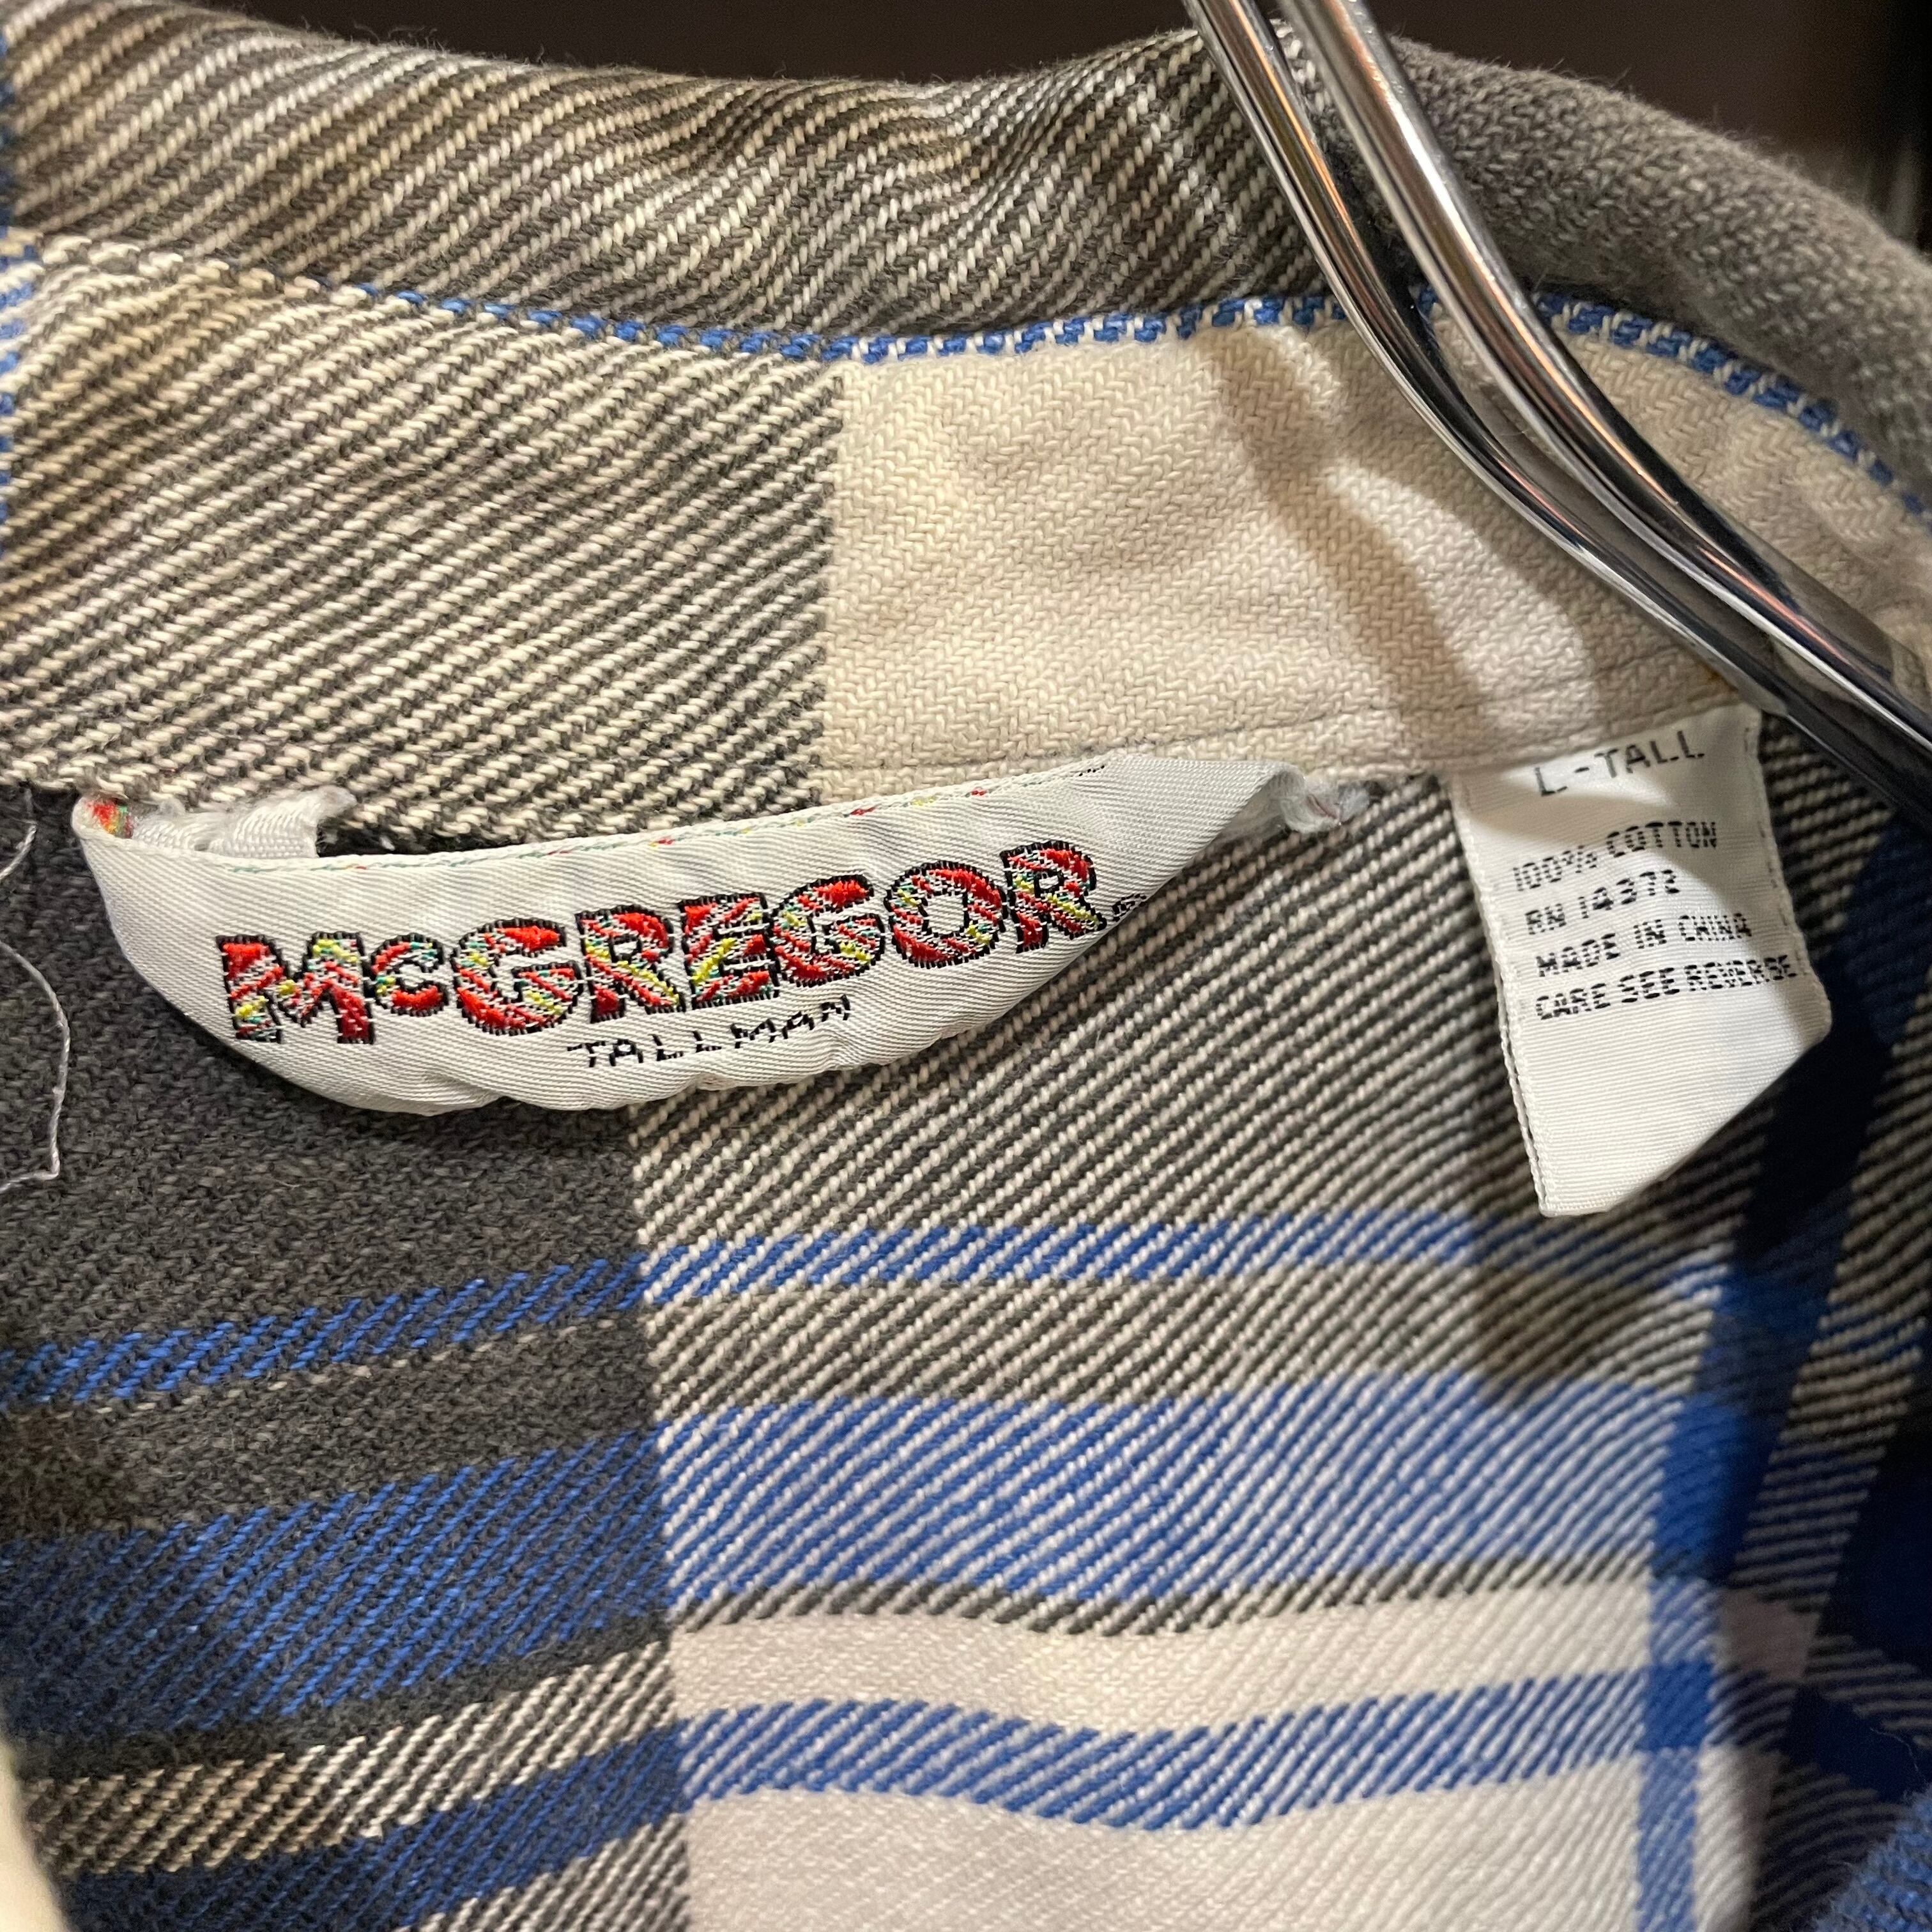 McGREGOR
TALLMAN
L-TALL
100% COTTON
RN 14372
MADE IN CHINA
CARE SEE REVERSE